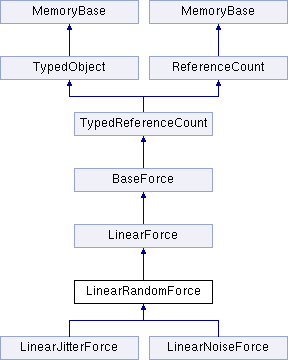 MemoryBase MemoryBase
TypedObject ReferenceCount
TypedReferenceCount
BaseForce
LinearForce
LinearRandomForce
LinearJitterForce LinearNoiseForce